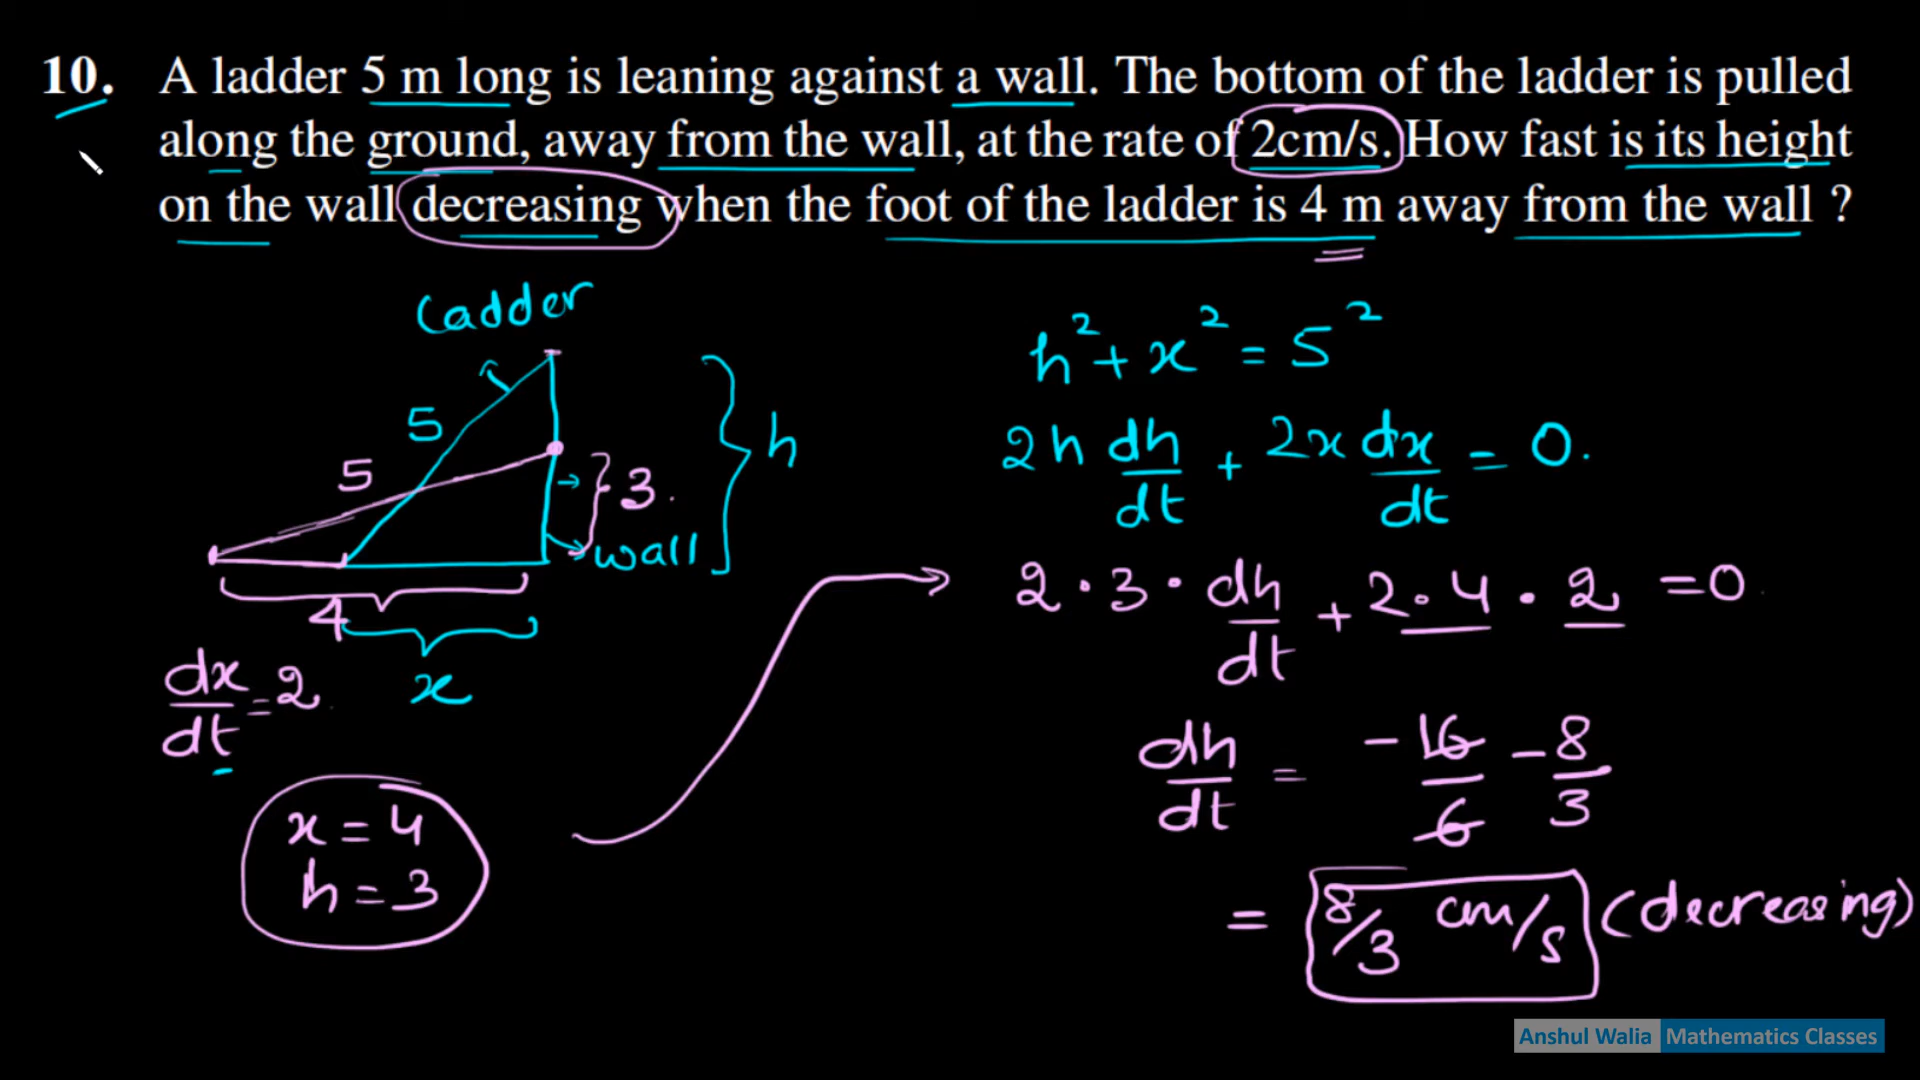 10. A ladder 5 m long is leaning against a wall. The bottom of the ladder is pulled
along the ground, away from the wall, at the rate of 2cm/s. How fast is its height
on the wall decreasing when the foot of the ladder is 4 m away from the wall ?
Ladder
5
5
h
3.
wall
4
x
dx/dt = 2
x = 4
h = 3
h² + x² = 5²
2h dh/dt + 2x dx/dt = 0.
2 · 3 · dh/dt + 2 · 4 · 2 = 0
dh/dt = -16/6 -8/3
= 8/3 cm/s (decreasing)
Anshul Walia Mathematics Classes